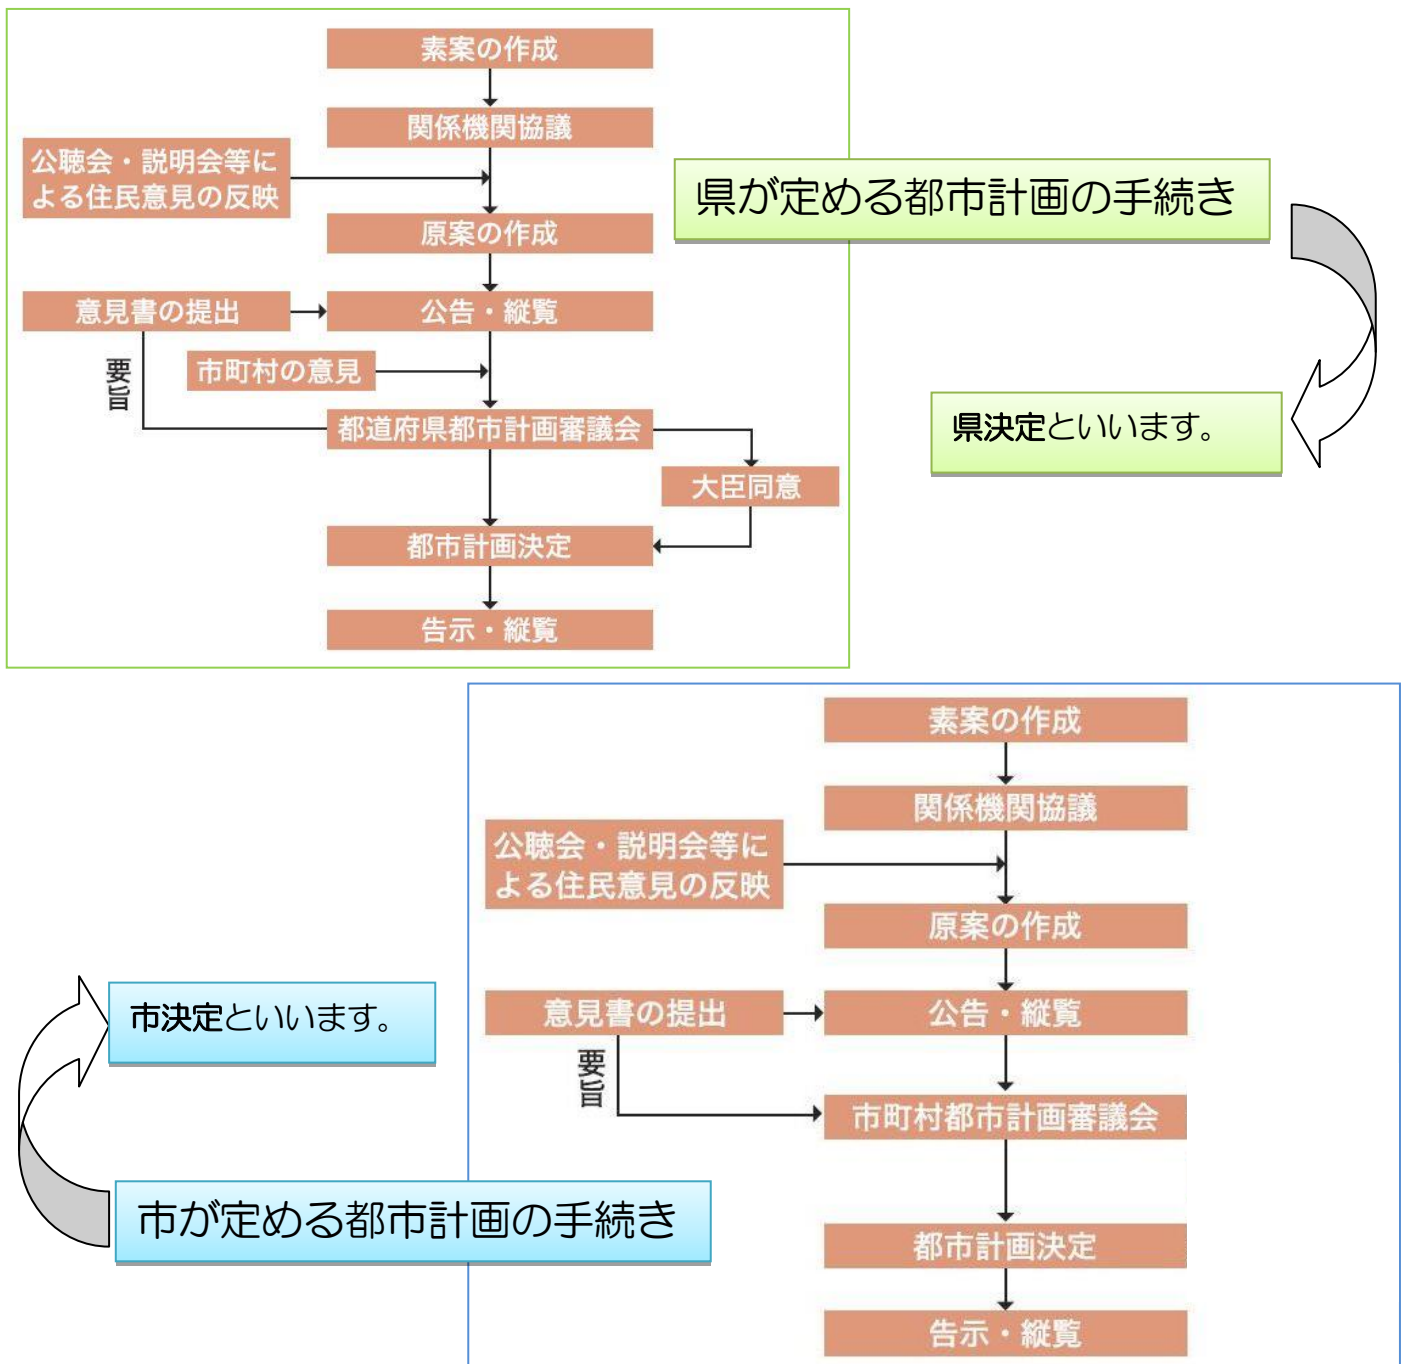 素案の作成
関係機関協議
公聴会・説明会等に
よる住民意見の反映
県が定める都市計画の手続き
原案の作成
意見書の提出
公告・縦覧
要旨
市町村の意見
都道府県都市計画審議会
県決定といいます。
大臣同意
都市計画決定
告示・縦覧
素案の作成
関係機関協議
公聴会・説明会等に
よる住民意見の反映
原案の作成
市決定といいます。
意見書の提出
公告・縦覧
要旨
市町村都市計画審議会
市が定める都市計画の手続き
都市計画決定
告示・縦覧